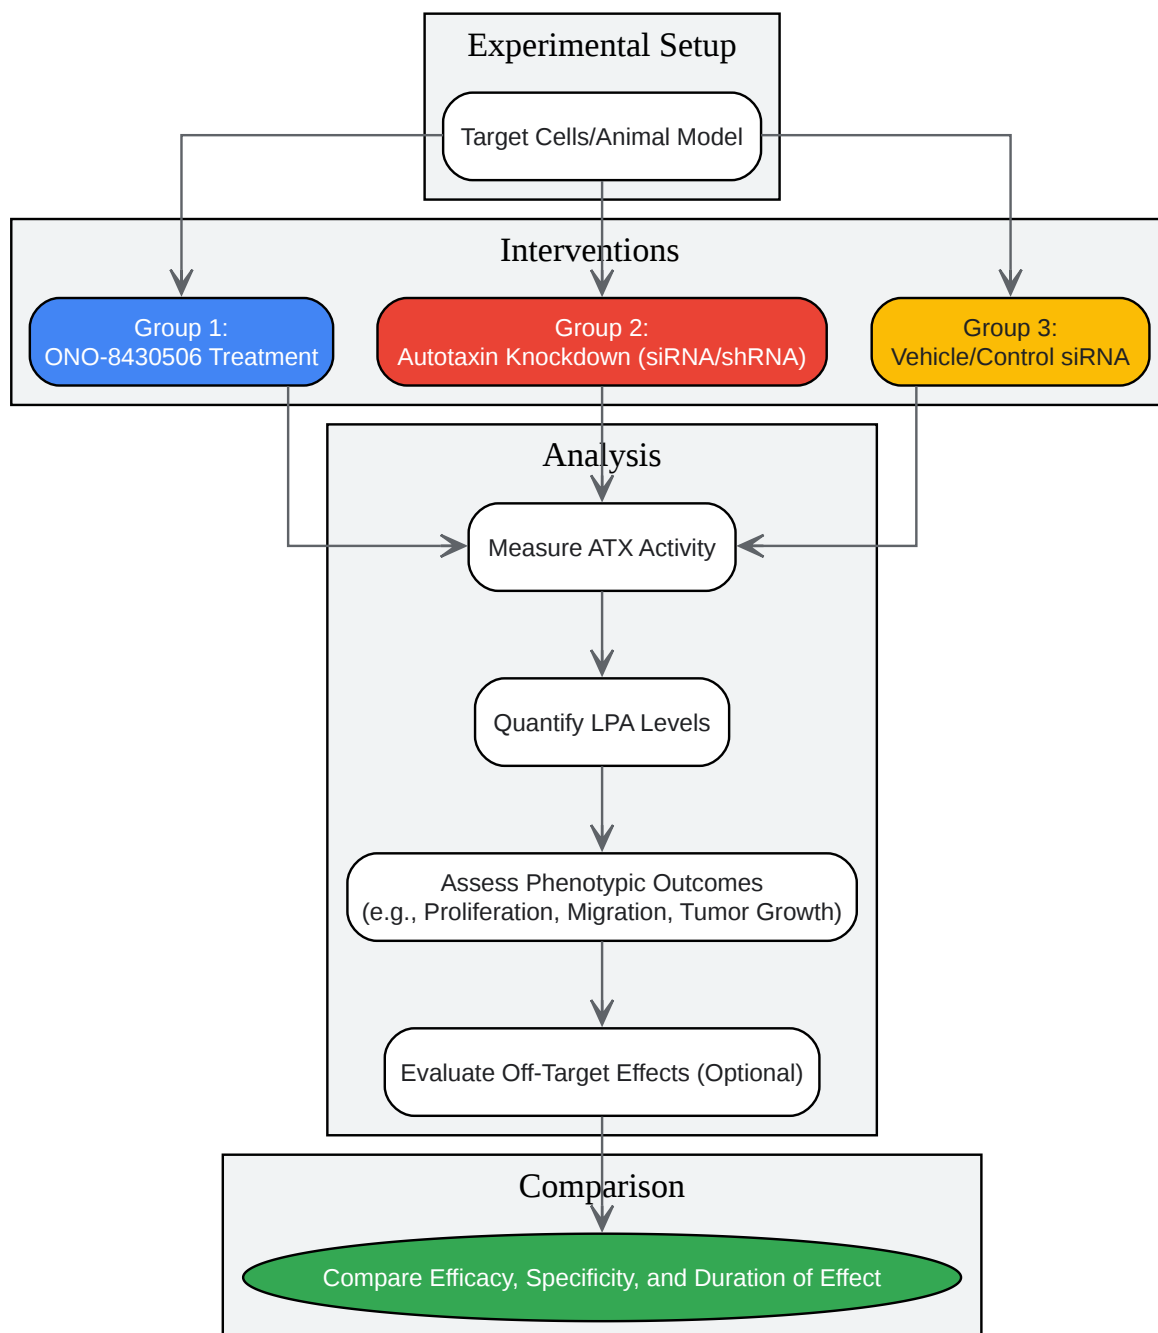 Experimental Setup
Target Cells/Animal Model
Interventions
Group 1:
ONO-8430506 Treatment
Group 2:
Autotaxin Knockdown (siRNA/shRNA)
Group 3:
Vehicle/Control siRNA
Analysis
Measure ATX Activity
Quantify LPA Levels
Assess Phenotypic Outcomes
(e.g., Proliferation, Migration, Tumor Growth)
Evaluate Off-Target Effects (Optional)
Comparison
Compare Efficacy, Specificity, and Duration of Effect